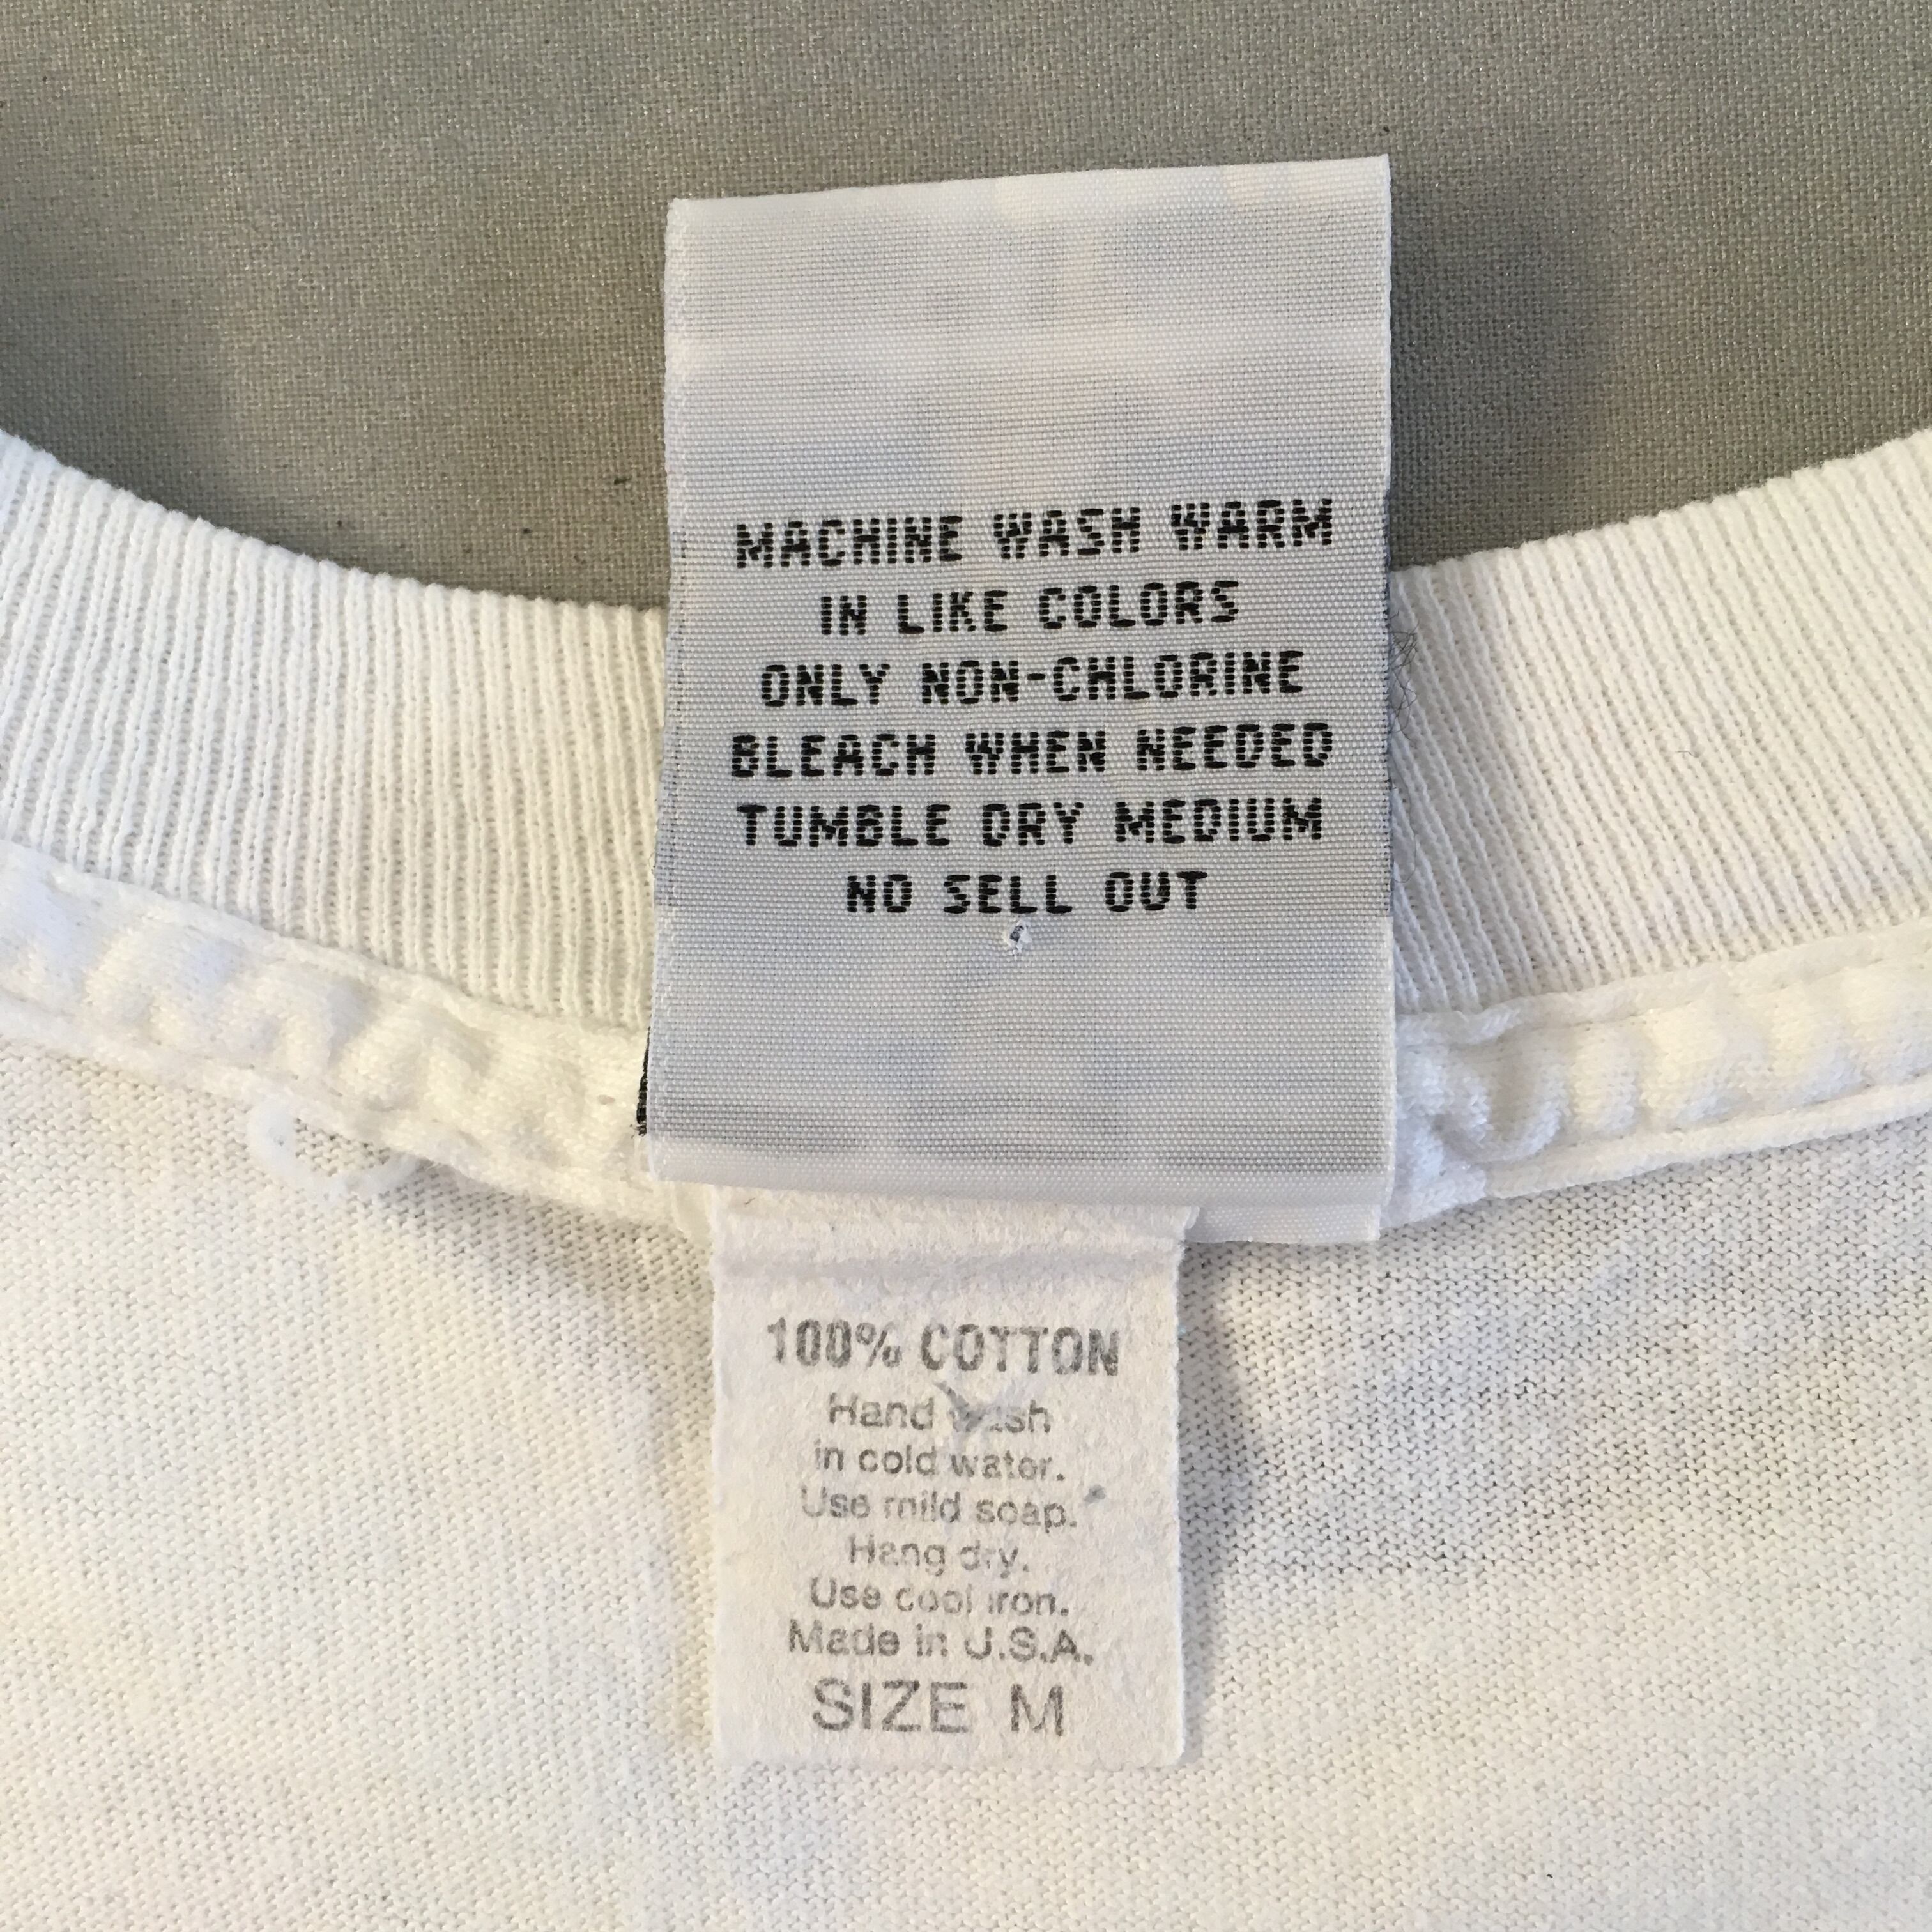 MACHINE WASH WARM
IN LIKE COLORS
ONLY NON-CHLORINE
BLEACH WHEN NEEDED
TUMBLE DRY MEDIUM
NO SELL OUT
100% COTTON
Hand wash
in cold water.
Use mild soap.
Hang dry.
Use cool iron.
Made in U.S.A.
SIZE M